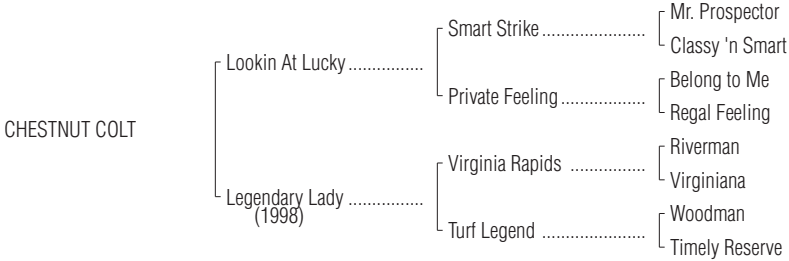 Mr. Prospector
Smart Strike ......................
Classy 'n Smart
Lookin At Lucky ................
Belong to Me
Private Feeling ..................
Regal Feeling
CHESTNUT COLT
Riverman
Virginia Rapids ................
Virginiana
Legendary Lady ................
(1998)
Woodman
Turf Legend ......................
Timely Reserve